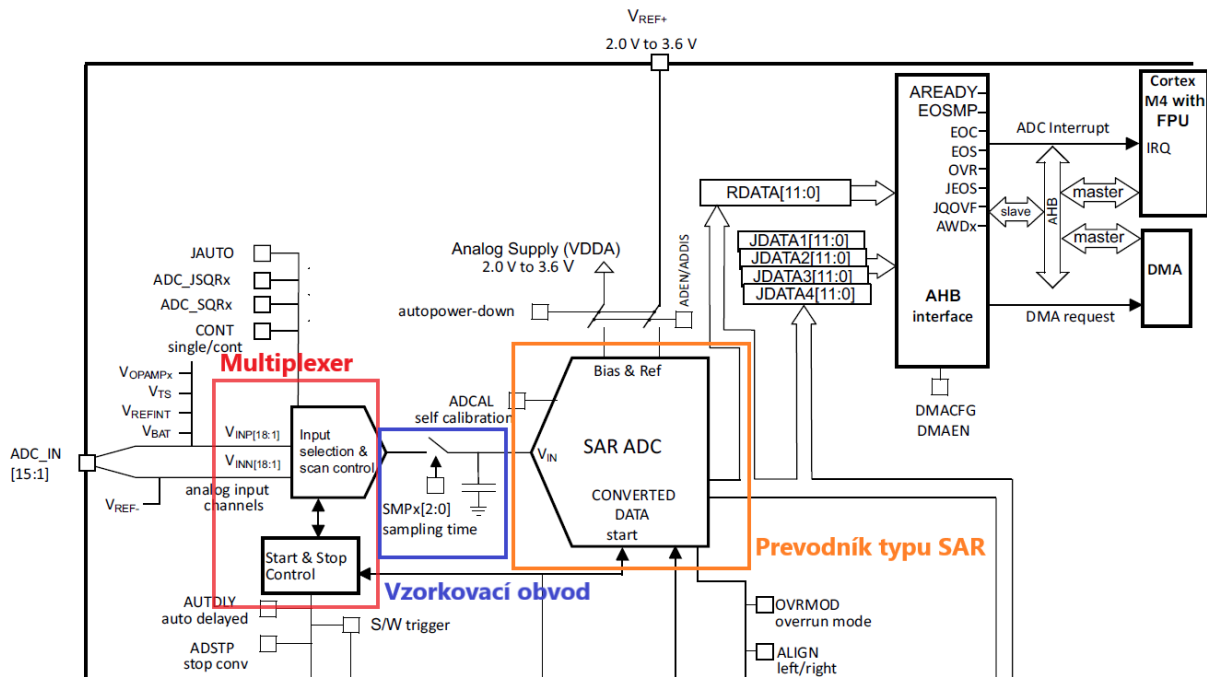 VREF+
2.0 V to 3.6 V
Cortex
M4 with
FPU
IRQ
AREADY
EOSMP
EOC
EOS
OVR
JEOS
JQOVF
AWDx
ADC Interrupt
slave
AHB
master
master
DMA
AHB
interface
DMA request
DMACFG
DMAEN
RDATA[11:0]
JDATA1[11:0]
JDATA2[11:0]
JDATA3[11:0]
JDATA4[11:0]
Analog Supply (VDDA)
2.0 V to 3.6 V
ADEN/ADIS
autopower-down
JAUTO
ADC_JSQRx
ADC_SQRx
CONT
single/cont
Multiplexer
VOPAMPx
VTS
VREFINT
VBAT
ADC_IN
[15:1]
VINP[18:1]
VINN[18:1]
analog input
channels
VREF-
Input
selection &
scan control
Start & Stop
Control
ADCAL
self calibration
SMPx[2:0]
sampling time
Vzorkovací obvod
Bias & Ref
VIN
SAR ADC
CONVERTED
DATA
start
Prevodník typu SAR
AUTDLY
auto delayed
S/W trigger
ADSTP
stop conv
OVRMOD
overrun mode
ALIGN
left/right